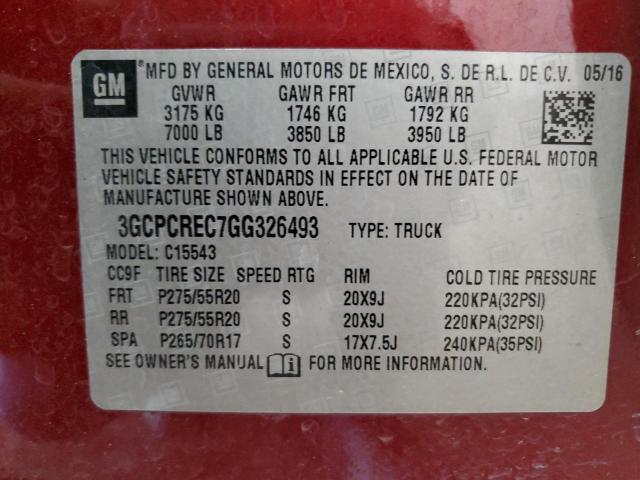 GM ® MFD BY GENERAL MOTORS DE MEXICO, S. DE R.L. DE C.V. 05/16
GVWR GAWR FRT GAWR RR
3175 KG 1746 KG 1792 KG
7000 LB 3850 LB 3950 LB
THIS VEHICLE CONFORMS TO ALL APPLICABLE U.S. FEDERAL MOTOR
VEHICLE SAFETY STANDARDS IN EFFECT ON THE DATE OF
MANUFACTURE SHOWN ABOVE.
3GCPCREC7GG326493 TYPE: TRUCK
MODEL: C15543
CC9F TIRE SIZE SPEED RTG RIM COLD TIRE PRESSURE
FRT P275/55R20 S 20X9J 220KPA(32PSI)
RR P275/55R20 S 20X9J 220KPA(32PSI)
SPA P265/70R17 S 17X7.5J 240KPA(35PSI)
SEE OWNER'S MANUAL i FOR MORE INFORMATION.